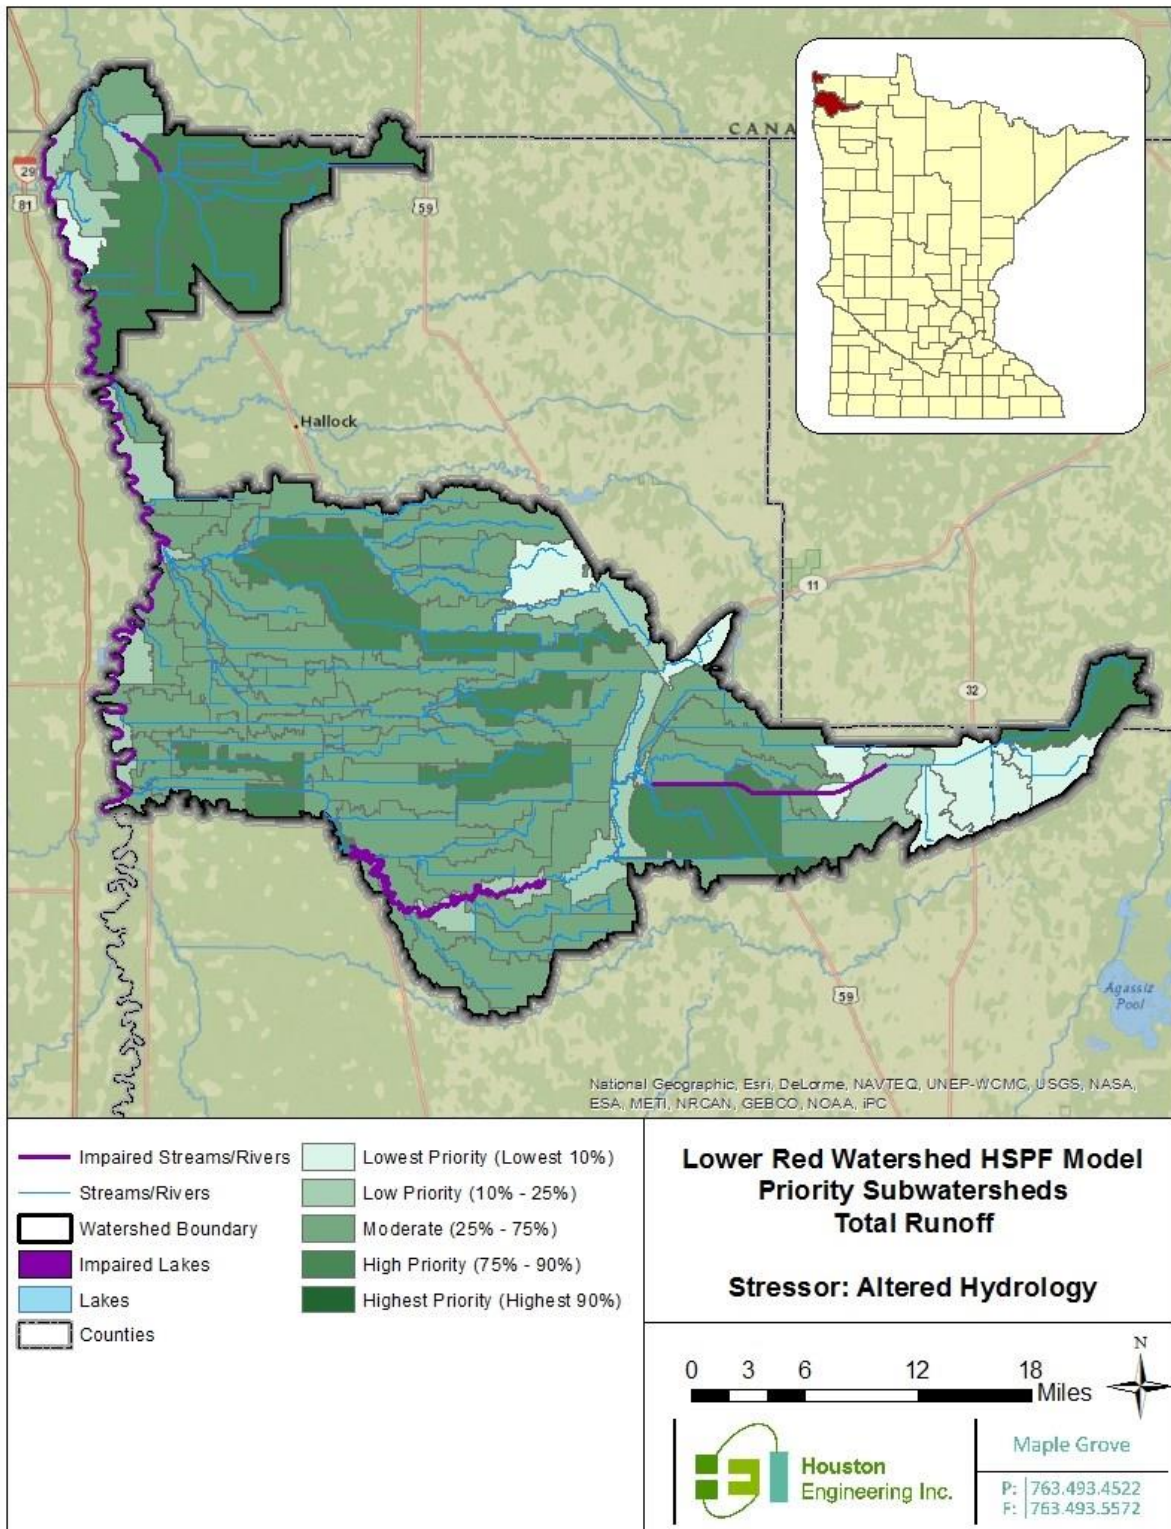 CANA
29
81
59
Hallock
11
32
59
Agassiz
Pool
National Geographic, Esri, DeLorme, NAVTEQ, UNEP-WCMC, USGS, NASA,
ESA, METI, NRCAN, GEBCO, NOAA, iPC
Impaired Streams/Rivers
Streams/Rivers
Watershed Boundary
Impaired Lakes
Lakes
Counties
Lowest Priority (Lowest 10%)
Low Priority (10% - 25%)
Moderate (25% - 75%)
High Priority (75% - 90%)
Highest Priority (Highest 90%)
Lower Red Watershed HSPF Model
Priority Subwatersheds
Total Runoff
Stressor: Altered Hydrology
0 3 6 12 18
Miles
N
Houston
Engineering Inc.
Maple Grove
P: 763.493.4522
F: 763.493.5572